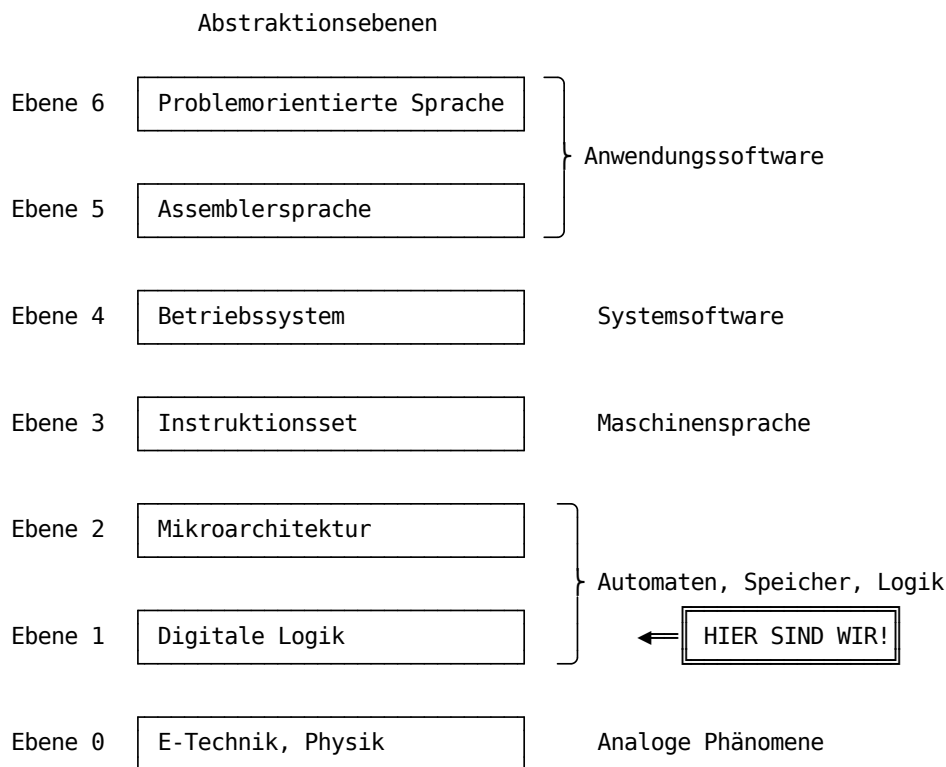 Abstraktionsebenen
Ebene 6 Problemorientierte Sprache
Anwendungssoftware
Ebene 5 Assemblersprache
Ebene 4 Betriebssystem Systemsoftware
Ebene 3 Instruktionsset Maschinensprache
Ebene 2 Mikroarchitektur
Automaten, Speicher, Logik
Ebene 1 Digitale Logik HIER SIND WIR!
Ebene 0 E-Technik, Physik Analoge Phänomene